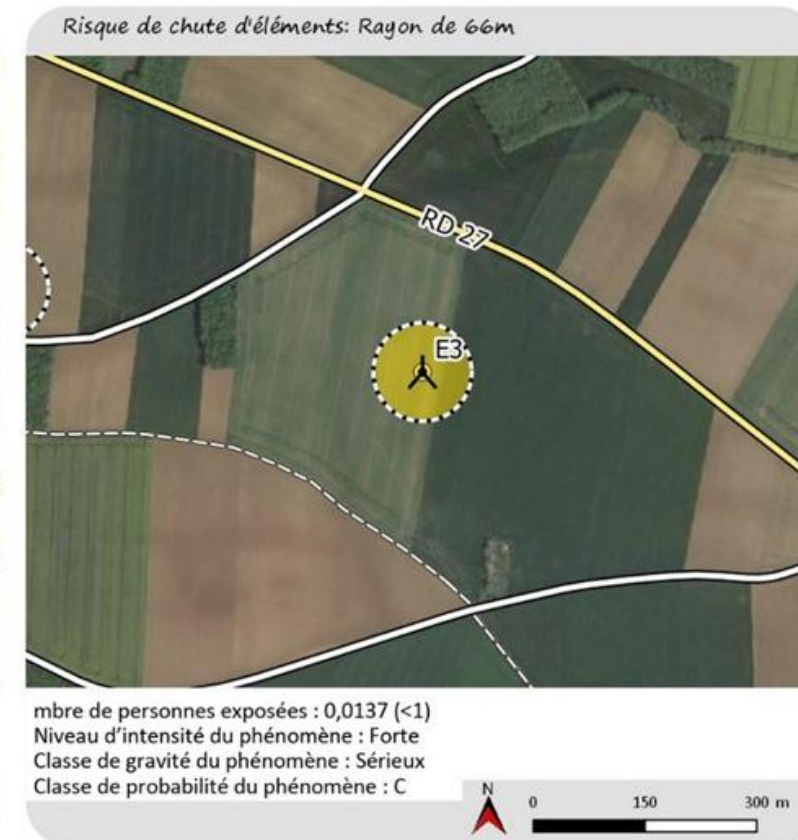 Risque de chute d'éléments: Rayon de 66m
RD 27
E3
mbre de personnes exposées : 0,0137 (<1)
Niveau d'intensité du phénomène : Forte
Classe de gravité du phénomène : Sérieux
Classe de probabilité du phénomène : C
N
0 150 300 m